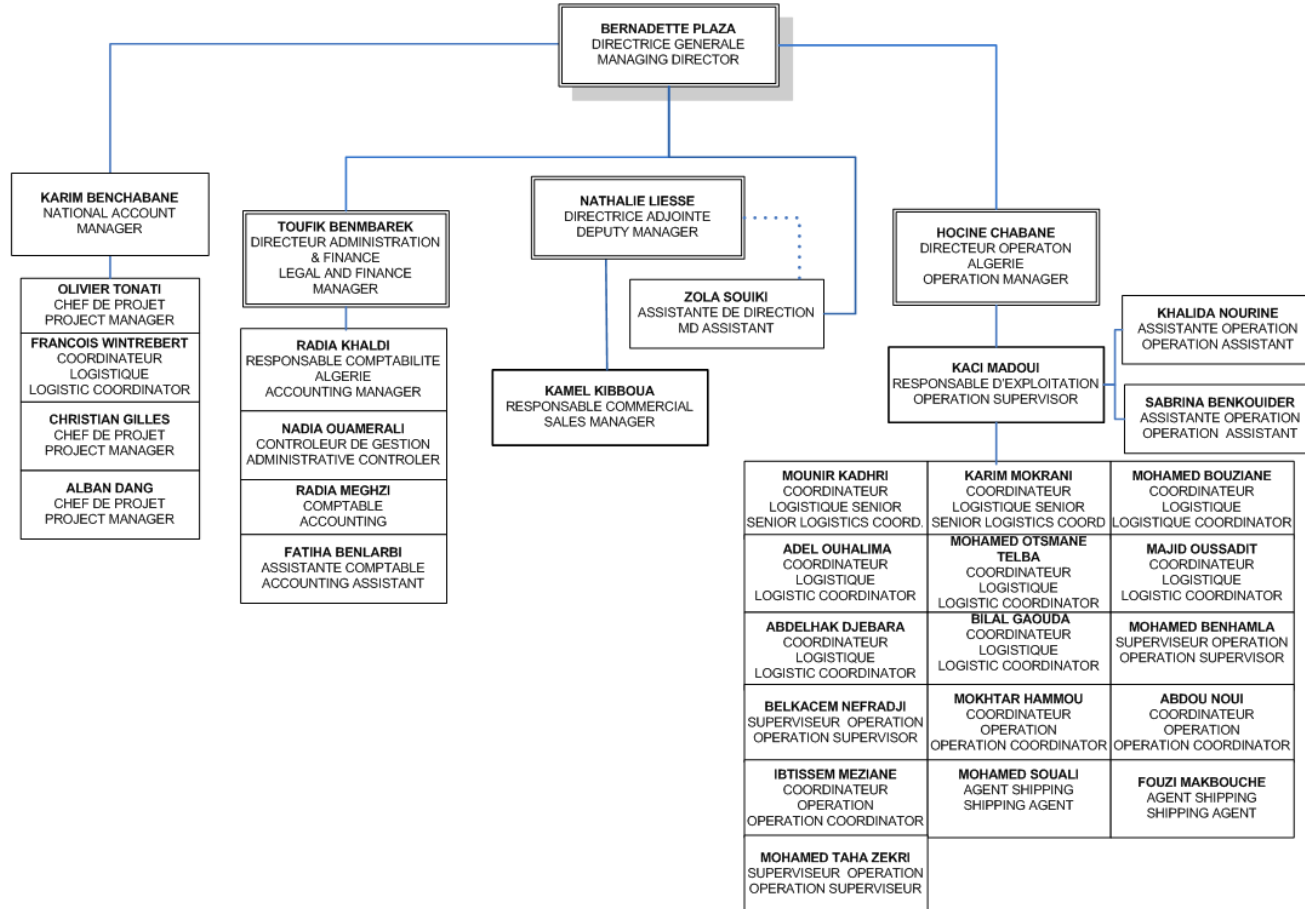 BERNADETTE PLAZA
DIRECTRICE GENERALE
MANAGING DIRECTOR
KARIM BENCHABANE
NATIONAL ACCOUNT
MANAGER
OLIVIER TONATI
CHEF DE PROJET
PROJECT MANAGER
FRANCOIS WINTREBERT
COORDINATEUR
LOGISTIQUE
LOGISTIC COORDINATOR
CHRISTIAN GILLES
CHEF DE PROJET
PROJECT MANAGER
ALBAN DANG
CHEF DE PROJET
PROJECT MANAGER
TOUFIK BENMBAREK
DIRECTEUR ADMINISTRATION
& FINANCE
LEGAL AND FINANCE
MANAGER
RADIA KHALDI
RESPONSABLE COMPTABILITE
ALGERIE
ACCOUNTING MANAGER
NADIA OUAMERALI
CONTROLEUR DE GESTION
ADMINISTRATIVE CONTROLER
RADIA MEGHZI
COMPTABLE
ACCOUNTING
FATIHA BENLARBI
ASSISTANTE COMPTABLE
ACCOUNTING ASSISTANT
NATHALIE LIESSE
DIRECTRICE ADJOINTE
DEPUTY MANAGER
ZOLA SOUIKI
ASSISTANTE DE DIRECTION
MD ASSISTANT
KAMEL KIBBOUA
RESPONSABLE COMMERCIAL
SALES MANAGER
HOCINE CHABANE
DIRECTEUR OPERATON
ALGERIE
OPERATION MANAGER
KACI MADOUI
RESPONSABLE D'EXPLOITATION
OPERATION SUPERVISOR
KHALIDA NOURINE
ASSISTANTE OPERATION
OPERATION ASSISTANT
SABRINA BENKOUIDER
ASSISTANTE OPERATION
OPERATION ASSISTANT
MOUNIR KADHRI
COORDINATEUR
LOGISTIQUE SENIOR
SENIOR LOGISTICS COORD.
KARIM MOKRANI
COORDINATEUR
LOGISTIQUE SENIOR
SENIOR LOGISTICS COORD
MOHAMED BOUZIANE
COORDINATEUR
LOGISTIQUE
LOGISTIQUE COORDINATOR
ADEL OUHALIMA
COORDINATEUR
LOGISTIQUE
LOGISTIC COORDINATOR
MOHAMED OTSMANE
TELBA
COORDINATEUR
LOGISTIQUE
LOGISTIC COORDINATOR
MAJID OUSSADIT
COORDINATEUR
LOGISTIQUE
LOGISTIC COORDINATOR
ABDELHAK DJEBARA
COORDINATEUR
LOGISTIQUE
LOGISTIC COORDINATOR
BILAL GAOUDA
COORDINATEUR
LOGISTIQUE
LOGISTIC COORDINATOR
MOHAMED BENHAMLA
SUPERVISEUR OPERATION
OPERATION SUPERVISOR
BELKACEM NEFRADJI
SUPERVISEUR OPERATION
OPERATION SUPERVISOR
MOKHTAR HAMMOU
COORDINATEUR
OPERATION
OPERATION COORDINATOR
ABDOU NOUI
COORDINATEUR
OPERATION
OPERATION COORDINATOR
IBTISSEM MEZIANE
COORDINATEUR
OPERATION
OPERATION COORDINATOR
MOHAMED SOUALI
AGENT SHIPPING
SHIPPING AGENT
FOUZI MAKBOUCHE
AGENT SHIPPING
SHIPPING AGENT
MOHAMED TAHA ZEKRI
SUPERVISEUR OPERATION
OPERATION SUPERVISEUR